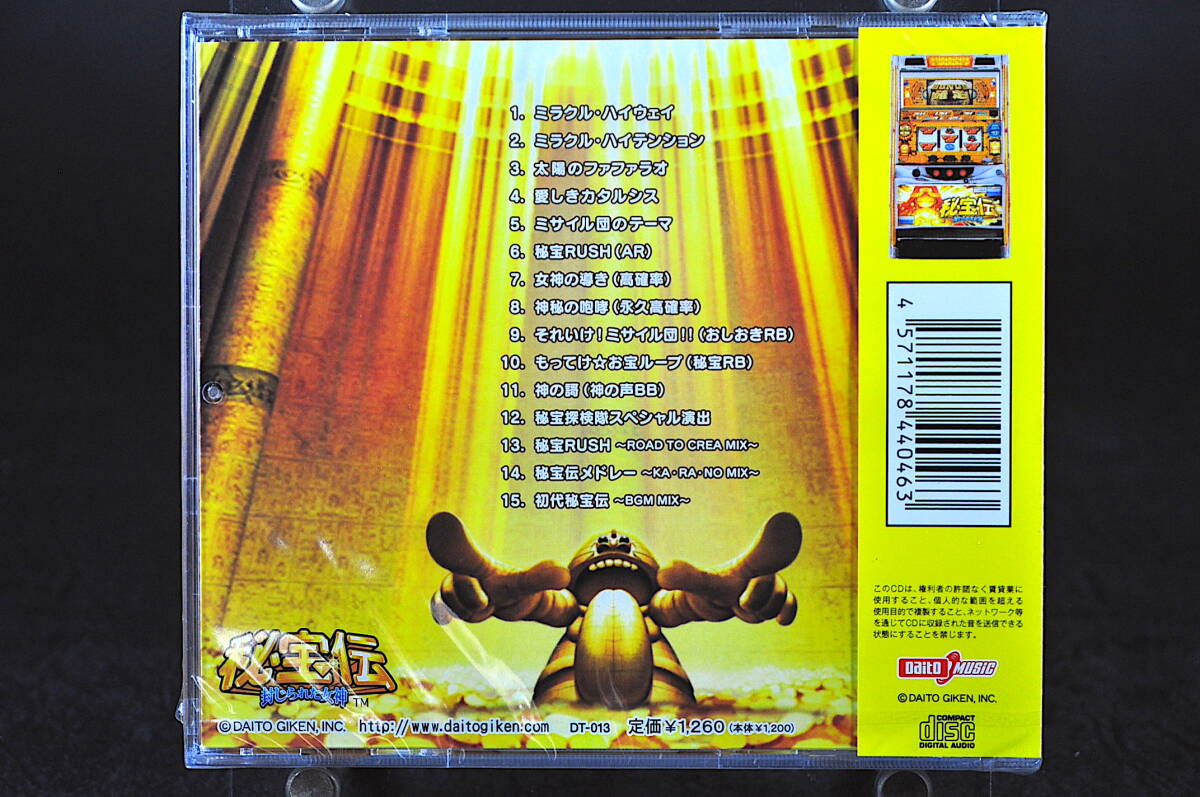 1. ミラクル・ハイウェイ
2. ミラクル・ハイテンション
3. 太陽のファファラオ
4. 愛しきカタルシス
5. ミサイル団のテーマ
6. 秘宝RUSH（AR）
7. 女神の導き（高確率）
8. 神秘の咆哮（永久高確率）
9. それいけ！ミサイル団!!（おしおきRB）
10. もってけ☆お宝ループ（秘宝RB）
11. 神の詩（神の声BB）
12. 秘宝探検隊スペシャル演出
13. 秘宝RUSH ～ROAD TO CREA MIX～
14. 秘宝伝メドレー ～KA・RA・NO MIX～
15. 初代秘宝伝 ～BGM MIX～
秘宝伝
封じられた女神
TM
©DAITO GIKEN, INC. http://www.daitogiken.com DT-013 定価¥1,260（本体¥1,200）
秘宝伝
4571178440463
このCDは、権利者の許諾なく賃貸業に
使用すること、個人的な範囲を超える
使用目的で複製すること、ネットワーク等
を通じてCDに収録された音を送信できる
状態にすることを禁じます。
Daito MUSIC
©DAITO GIKEN, INC.
COMPACT
disc
DIGITAL AUDIO